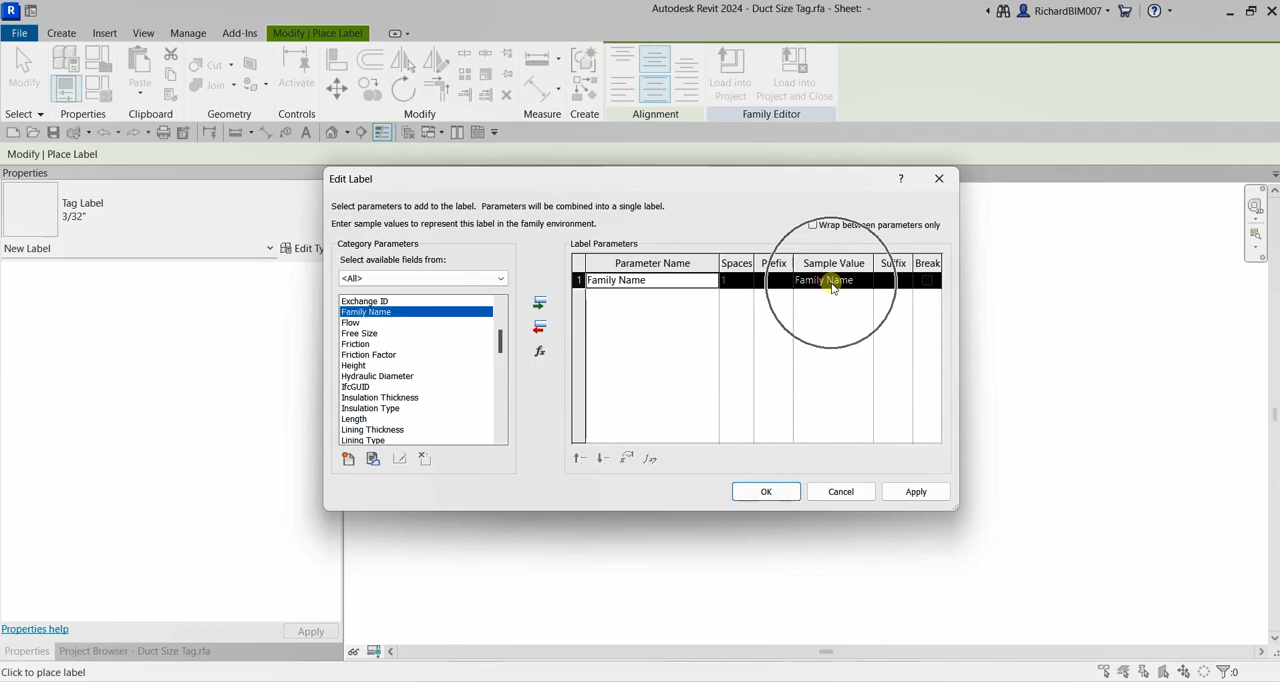 R Autodesk Revit 2024 - Duct Size Tag.rfa - Sheet: - RichardBIM007
File Create Insert View Manage Add-Ins Modify | Place Label
Modify Paste Cut Join Activate Load into Project Load into Project and Close
Select Properties Clipboard Geometry Controls Modify Measure Create Alignment Family Editor
Modify | Place Label
Properties
Tag Label
3/32"
New Label Edit Ty
Edit Label ?
Select parameters to add to the label. Parameters will be combined into a single label.
Enter sample values to represent this label in the family environment. Wrap between parameters only
Category Parameters
Select available fields from:
<All>
Exchange ID
Family Name
Flow
Free Size
Friction
Friction Factor
Height
Hydraulic Diameter
IfcGUID
Insulation Thickness
Insulation Type
Length
Lining Thickness
Lining Type
fx
Label Parameters
Parameter Name Spaces Prefix Sample Value Suffix Break
1 Family Name 1 Family Name
OK Cancel Apply
Properties help Apply
Properties Project Browser - Duct Size Tag.rfa
Click to place label :0